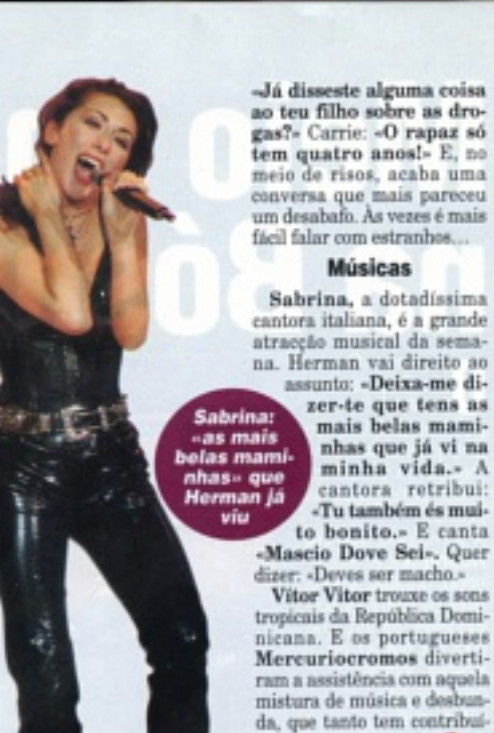 «Já disseste alguma coisa
ao teu filho sobre as dro-
gas?» Carrie: «O rapaz só
tem quatro anos!» E, no
meio de risos, acaba uma
conversa que mais pareceu
um desabafo. Às vezes é mais
fácil falar com estranhos...
Músicas
Sabrina, a dotadíssima
cantora italiana, é a grande
atracção musical da sema-
na. Herman vai direito ao
assunto: «Deixa-me di-
zer-te que tens as
mais belas mami-
nhas que já vi na
minha vida.» A
cantora retribui:
«Tu também és mui-
to bonito.» E canta
«Mascio Dove Sei». Quer
dizer: «Deves ser macho.»
Vítor Vitor trouxe os sons
tropicais da República Domi-
nicana. E os portugueses
Mercuriocromos diverti-
ram a assistência com aquela
mistura de música e desbun-
da, que tanto tem contribuí-
Sabrina:
«as mais
belas mami-
nhas» que
Herman já
viu